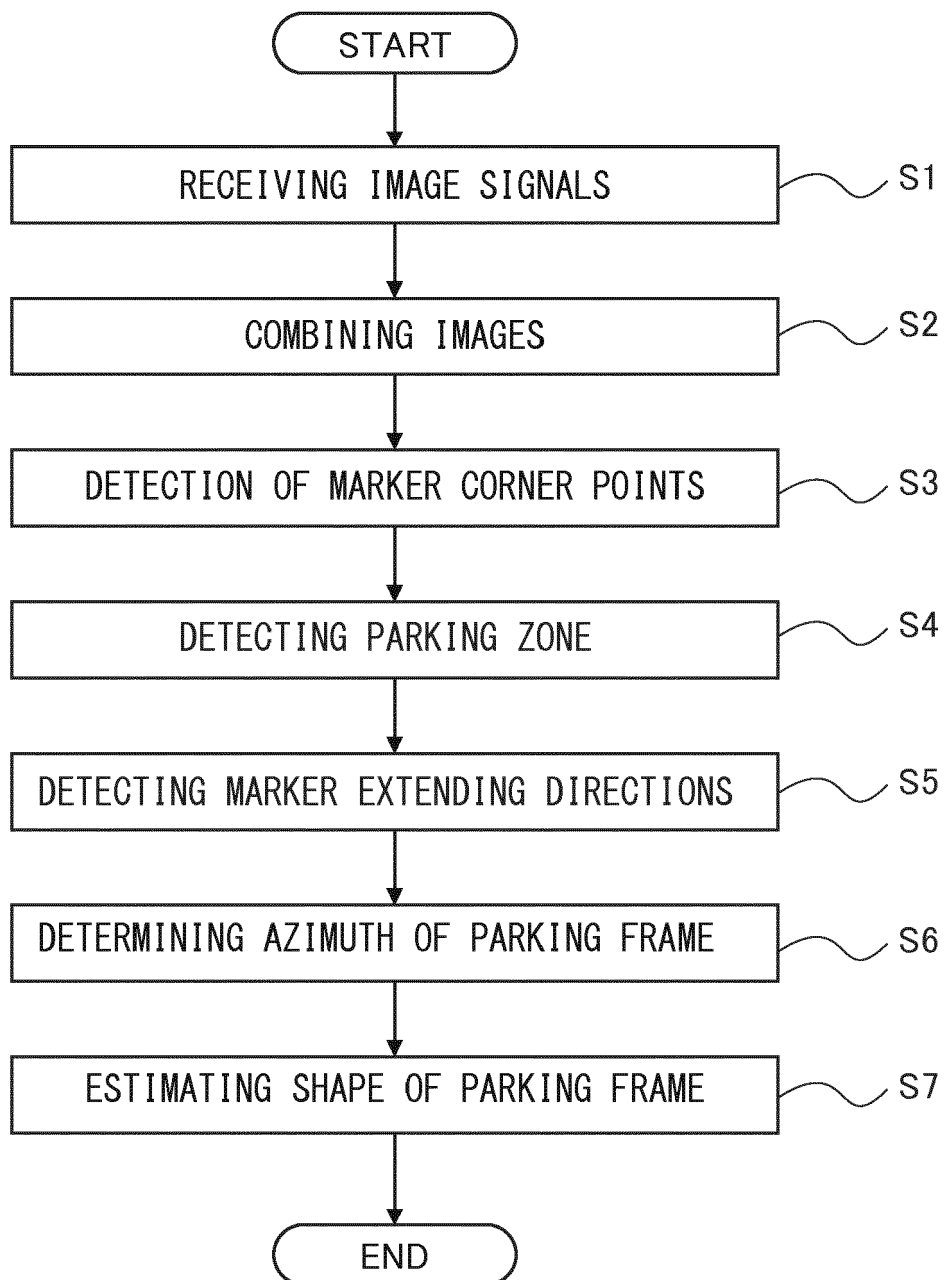 START
RECEIVING IMAGE SIGNALS
S1
COMBINING IMAGES
S2
DETECTION OF MARKER CORNER POINTS
S3
DETECTING PARKING ZONE
S4
DETECTING MARKER EXTENDING DIRECTIONS
S5
DETERMINING AZIMUTH OF PARKING FRAME
S6
ESTIMATING SHAPE OF PARKING FRAME
S7
END